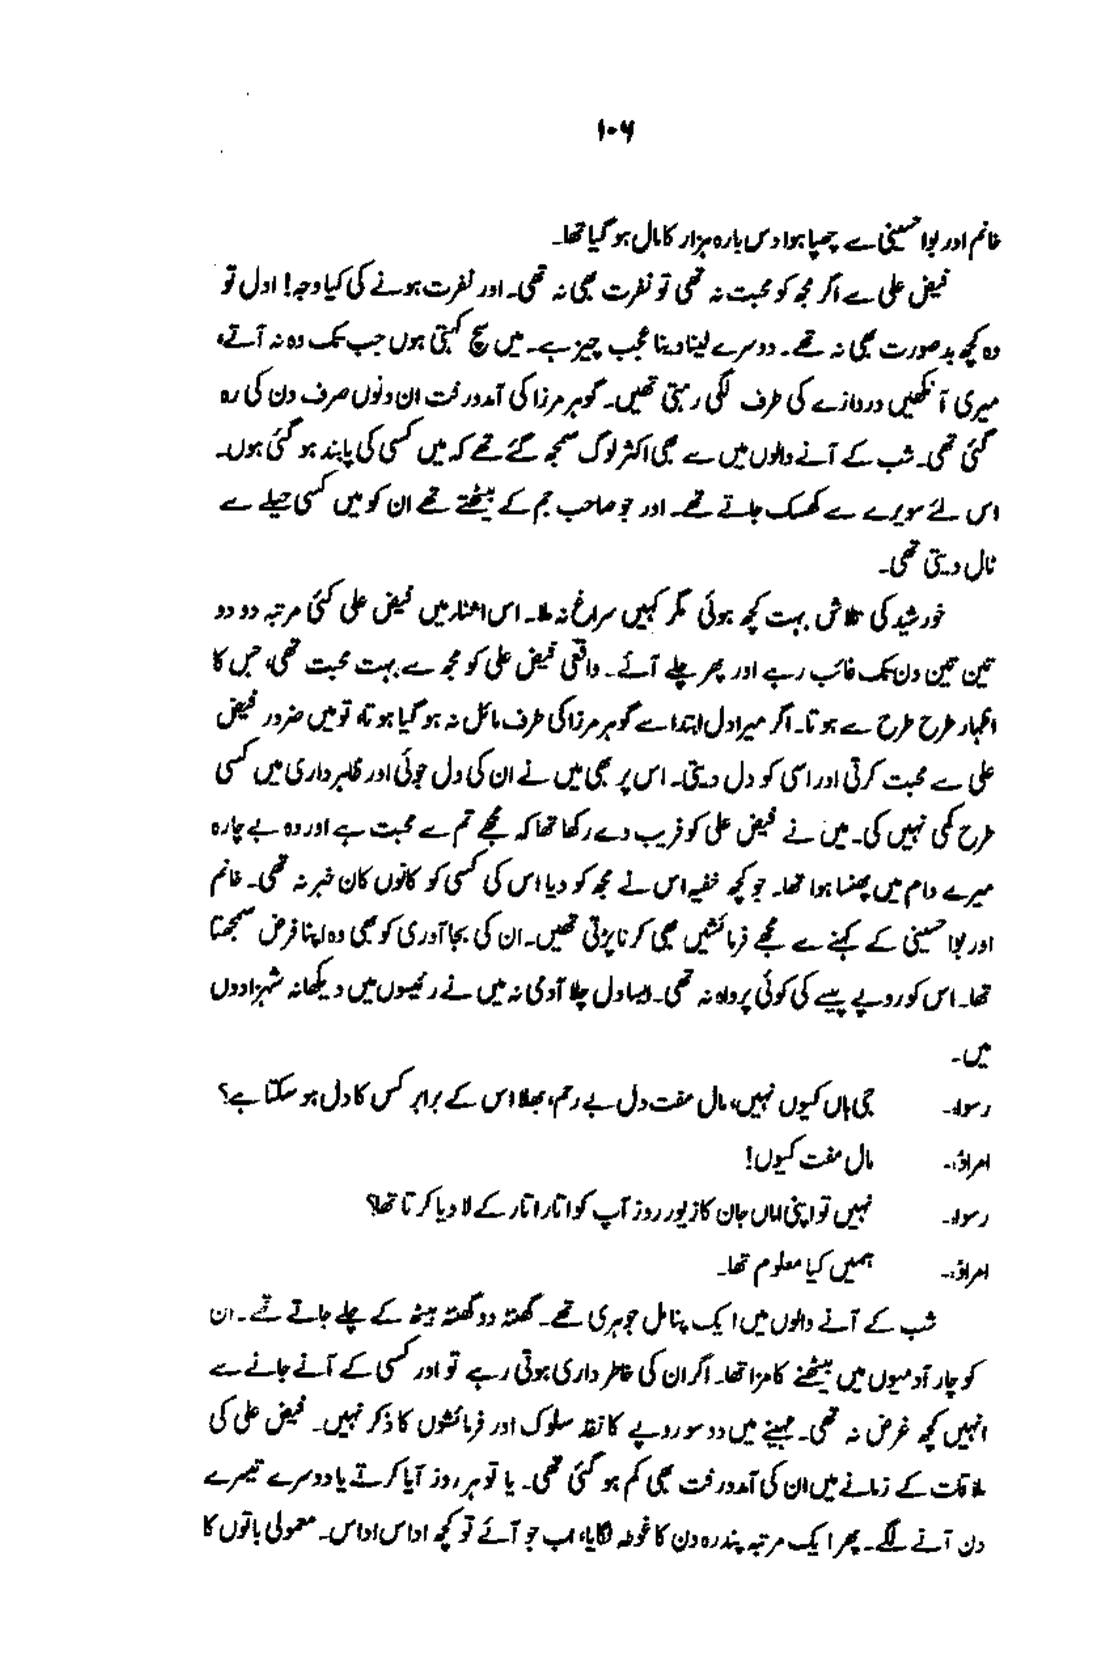 ۱۰۶
خانم اور بوا حسینی سے چھپا ہوا دس بارہ ہزار کا مال ہو گیا تھا۔
فیض علی سے اگر مجھ کو محبت نہ تھی تو نفرت بھی نہ تھی۔ اور نفرت ہونے کی کیا وجہ! اول تو
وہ کچھ بدصورت بھی نہ تھے۔ دوسرے لینا دینا عجب چیز ہے۔ میں سچ کہتی ہوں جب تک وہ نہ آتے،
میری آنکھیں دروازے کی طرف لگی رہتی تھیں۔ گوہر مرزا کی آمدورفت ان دنوں صرف دن کی رہ
گئی تھی۔ شب کے آنے والوں میں سے بھی اکثر لوگ سمجھ گئے تھے کہ میں کسی کی پابند ہو گئی ہوں۔
اس لئے سویرے سے کھسک جاتے تھے۔ اور جو صاحب جم کے بیٹھتے تھے ان کو میں کسی حیلے سے
ٹال دیتی تھی۔
خورشید کی تلاش بہت کچھ ہوئی مگر کہیں سراغ نہ ملا۔ اس اثناء میں فیض علی کئی مرتبہ دو دو
تین تین دن تک غائب رہے اور پھر چلے آئے۔ واقعی فیض علی کو مجھ سے بہت محبت تھی، جس کا
اظہار طرح طرح سے ہوتا۔ اگر میرا دل ابتدا سے گوہر مرزا کی طرف مائل نہ ہو گیا ہوتا، تو میں ضرور فیض
علی سے محبت کرتی اور اسی کو دل دیتی۔ اس پر بھی میں نے ان کی دل جوئی اور ظاہر داری میں کسی
طرح کمی نہیں کی۔ میں نے فیض علی کو فریب دے رکھا تھا کہ مجھے تم سے محبت ہے اور وہ بے چارہ
میرے دام میں پھنسا ہوا تھا۔ جو کچھ خفیہ اس نے مجھ کو دیا اس کی کسی کو کانوں کان خبر نہ تھی۔ خانم
اور بوا حسینی کے کہنے سے مجھے فرمائشیں بھی کرنا پڑتی تھیں۔ ان کی بجا آوری کو بھی وہ اپنا فرض سمجھتا
تھا۔ اس کو روپے پیسے کی کوئی پرواہ نہ تھی۔ ایسا دل چلا آدمی نہ میں نے رئیسوں میں دیکھا نہ شہزادوں
میں۔
رسوا۔ جی ہاں کیوں نہیں، مال مفت دل بے رحم، بھلا اس کے برابر کس کا دل ہو سکتا ہے؟
امراؤ۔ مال مفت کیوں!
رسوا۔ نہیں تو اپنی اماں جان کا زیور روز آپ کو اتار اتار کے لا دیا کرتا تھا؟
امراؤ۔ ہمیں کیا معلوم تھا۔
شب کے آنے والوں میں ایک پنا مل جوہری تھے۔ گھنٹہ دو گھنٹہ بیٹھ کے چلے جاتے تھے۔ ان
کو چار آدمیوں میں بیٹھنے کا مزا تھا۔ اگر ان کی خاطر داری ہوتی رہے تو اور کسی کے آنے جانے سے
انہیں کچھ غرض نہ تھی۔ مہینے میں دو سو روپے کا نقد سلوک اور فرمائشوں کا ذکر نہیں۔ فیض علی کی
ملاقات کے زمانے میں ان کی آمدورفت بھی کم ہو گئی تھی۔ یا تو ہر روز آیا کرتے یا دوسرے تیسرے
دن آنے لگے۔ پھر ایک مرتبہ پندرہ دن کا غوطہ لگایا، اب جو آئے تو کچھ اداس اداس۔ معمولی باتوں کا